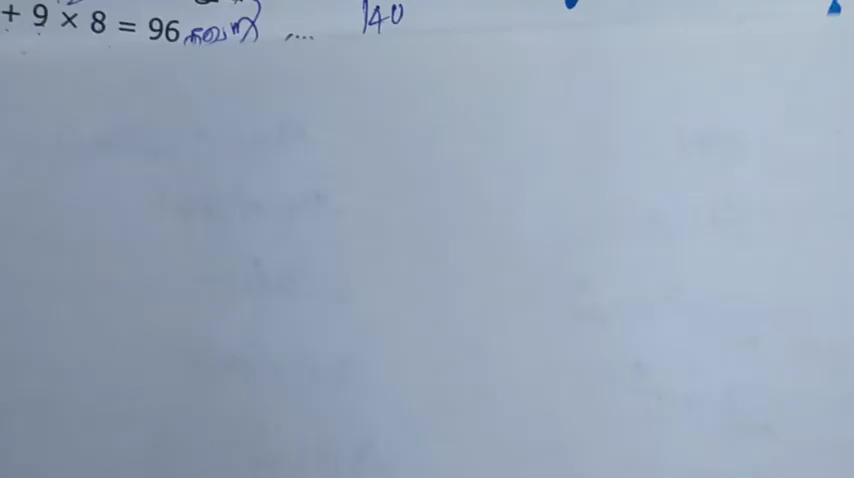 + 9 × 8 = 96 .... 140